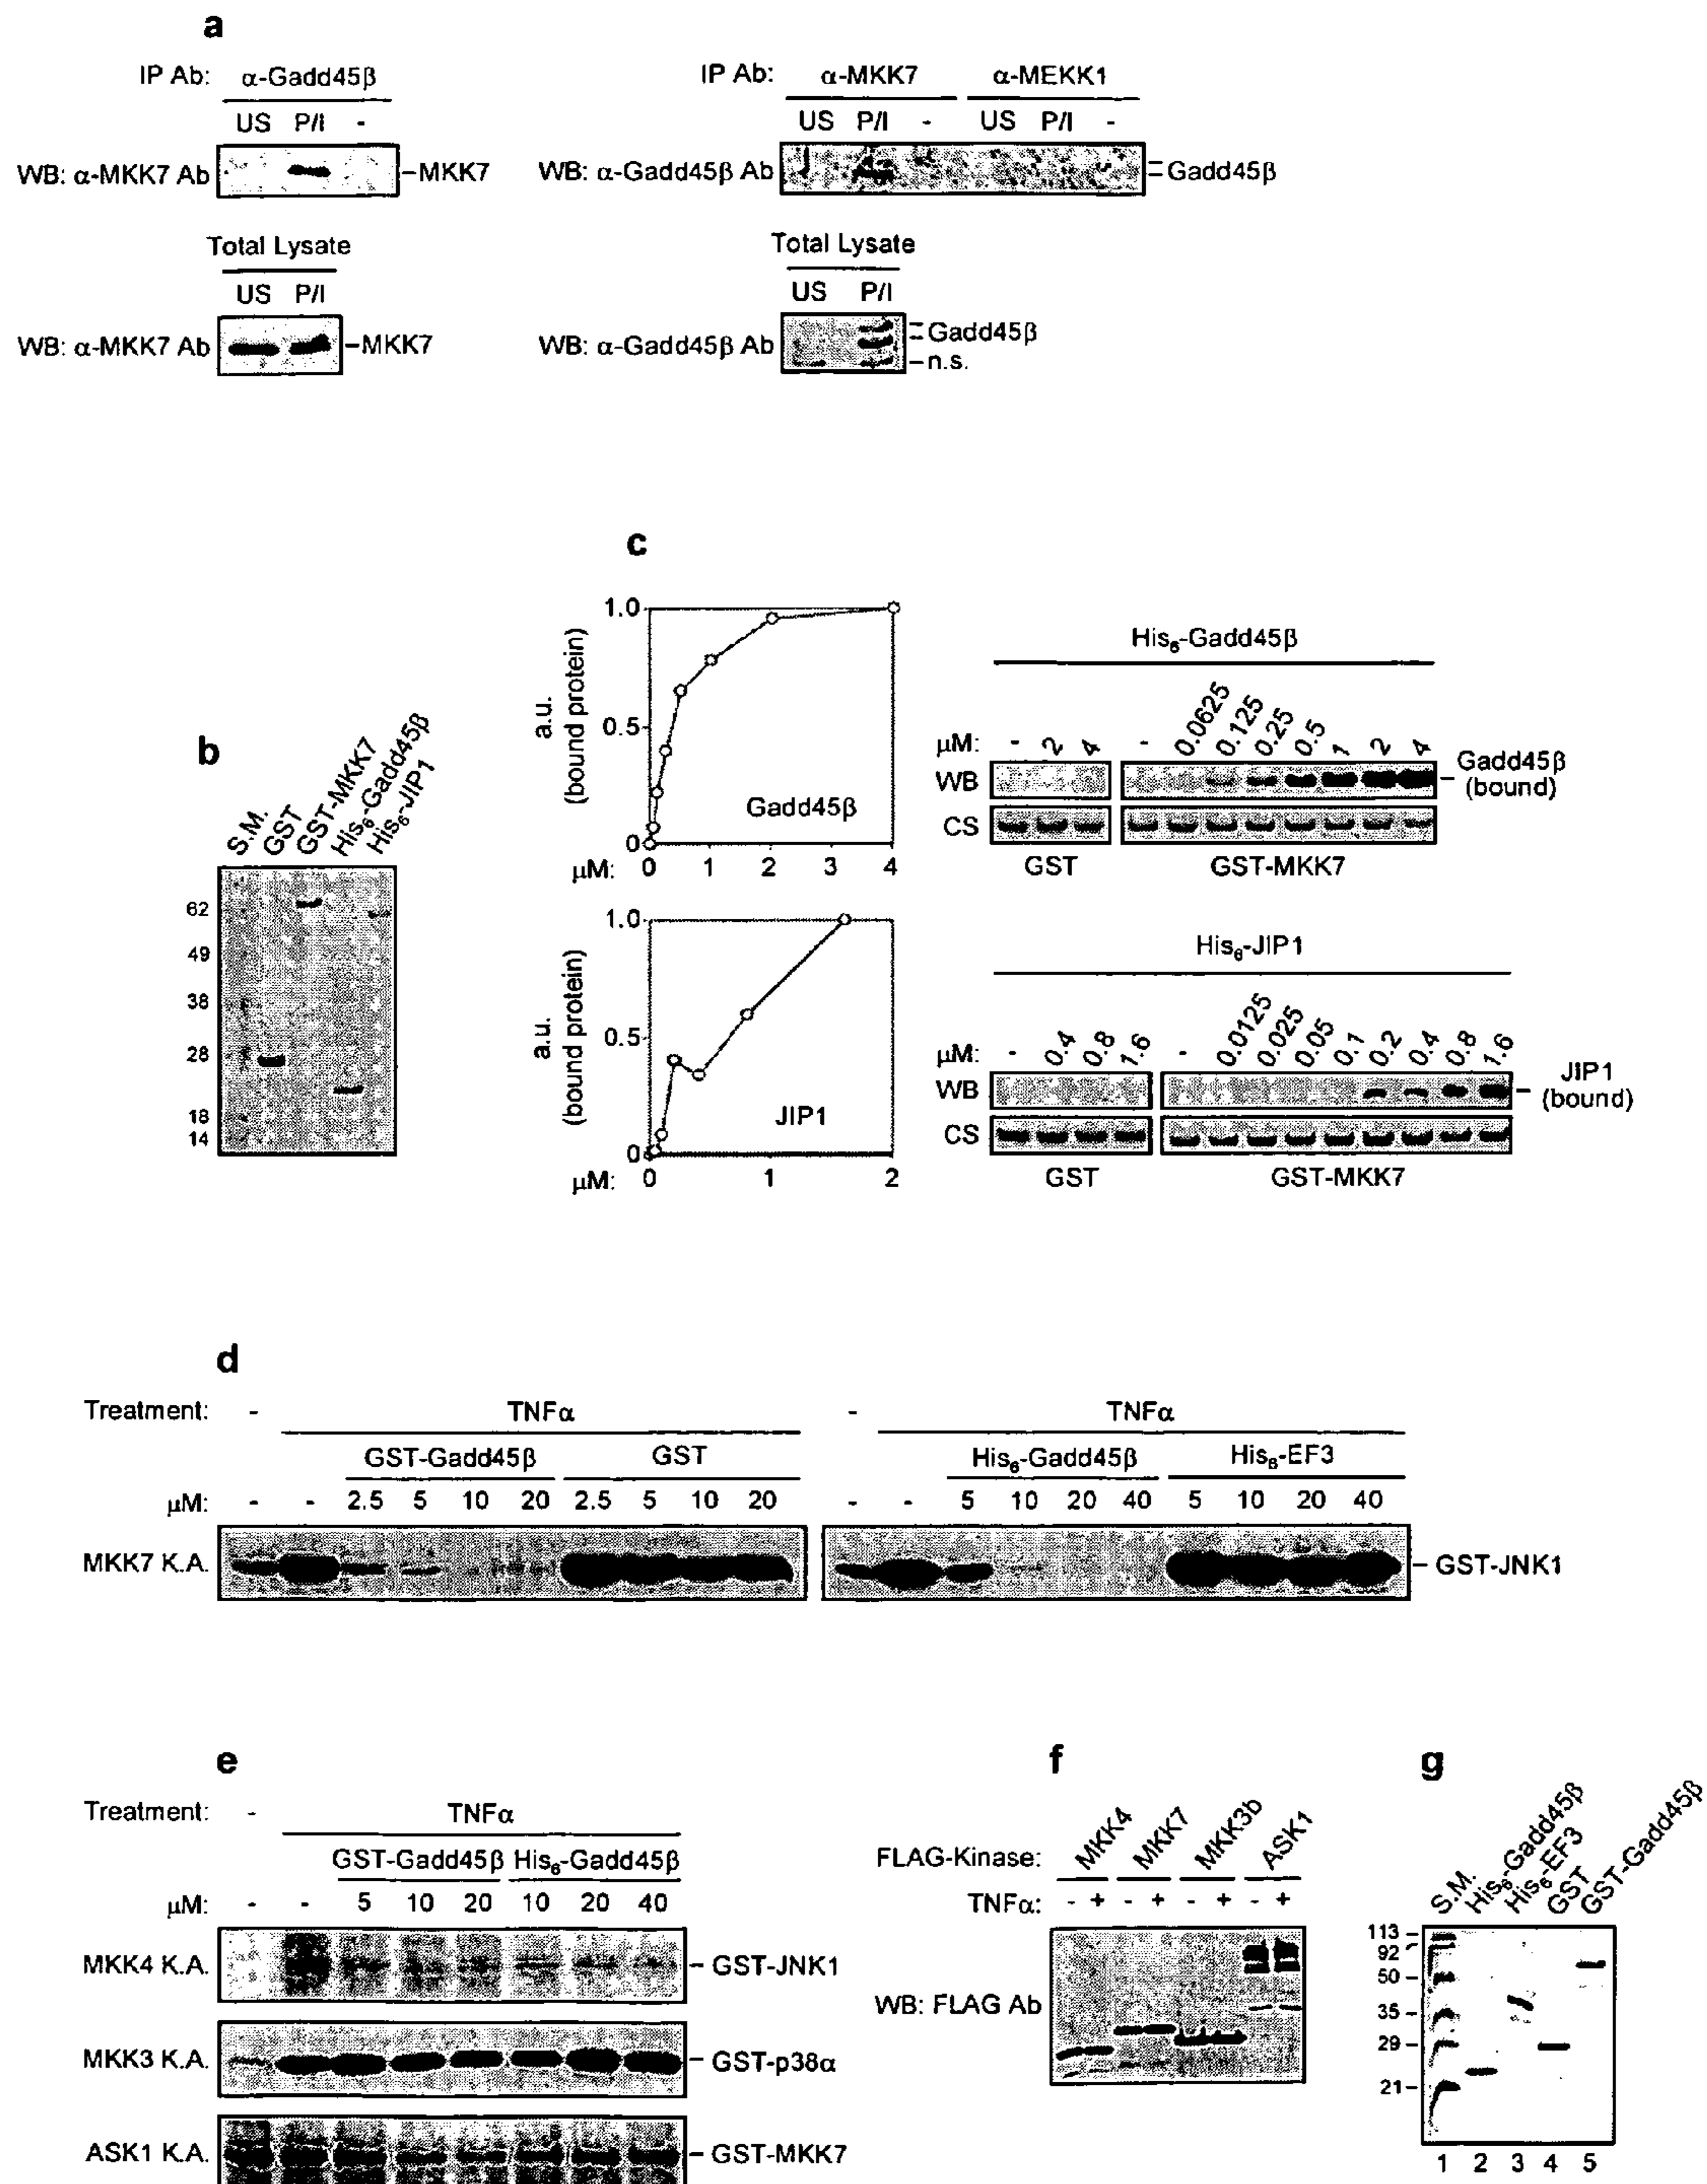 a
IP Ab: α-Gadd45β
US P/I -
WB: α-MKK7 Ab -MKK7
Total Lysate
US P/I
WB: α-MKK7 Ab -MKK7
IP Ab: α-MKK7 α-MEKK1
US P/I - US P/I -
WB: α-Gadd45β Ab Gadd45β
Total Lysate
US P/I
WB: α-Gadd45β Ab Gadd45β
-n.s.
b
S.M. GST GST-MKK7 His6-Gadd45β His6-JIP1
62
49
38
28
18
14
c
a.u.
(bound protein)
1.0
0.5
0
Gadd45β
μM: 0 1 2 3 4
His6-Gadd45β
μM: - 2 4 - 0.0625 0.125 0.25 0.5 1 2 4
WB Gadd45β
(bound)
CS
GST GST-MKK7
a.u.
(bound protein)
1.0
0.5
0
JIP1
μM: 0 1 2
His6-JIP1
μM: - 0.4 0.8 1.6 - 0.0125 0.025 0.05 0.1 0.2 0.4 0.8 1.6
WB JIP1
(bound)
CS
GST GST-MKK7
d
Treatment: - TNFα - TNFα
GST-Gadd45β GST His6-Gadd45β His6-EF3
μM: - - 2.5 5 10 20 2.5 5 10 20 - - 5 10 20 40 5 10 20 40
MKK7 K.A. - GST-JNK1
e
Treatment: - TNFα
GST-Gadd45β His6-Gadd45β
μM: - - 5 10 20 10 20 40
MKK4 K.A. - GST-JNK1
MKK3 K.A. - GST-p38α
ASK1 K.A. - GST-MKK7
f
FLAG-Kinase: MKK4 MKK7 MKK3b ASK1
TNFα: - + - + - + - +
WB: FLAG Ab
g
S.M. His6-Gadd45β His6-EF3 GST GST-Gadd45β
113
92
50
35
29
21
1 2 3 4 5